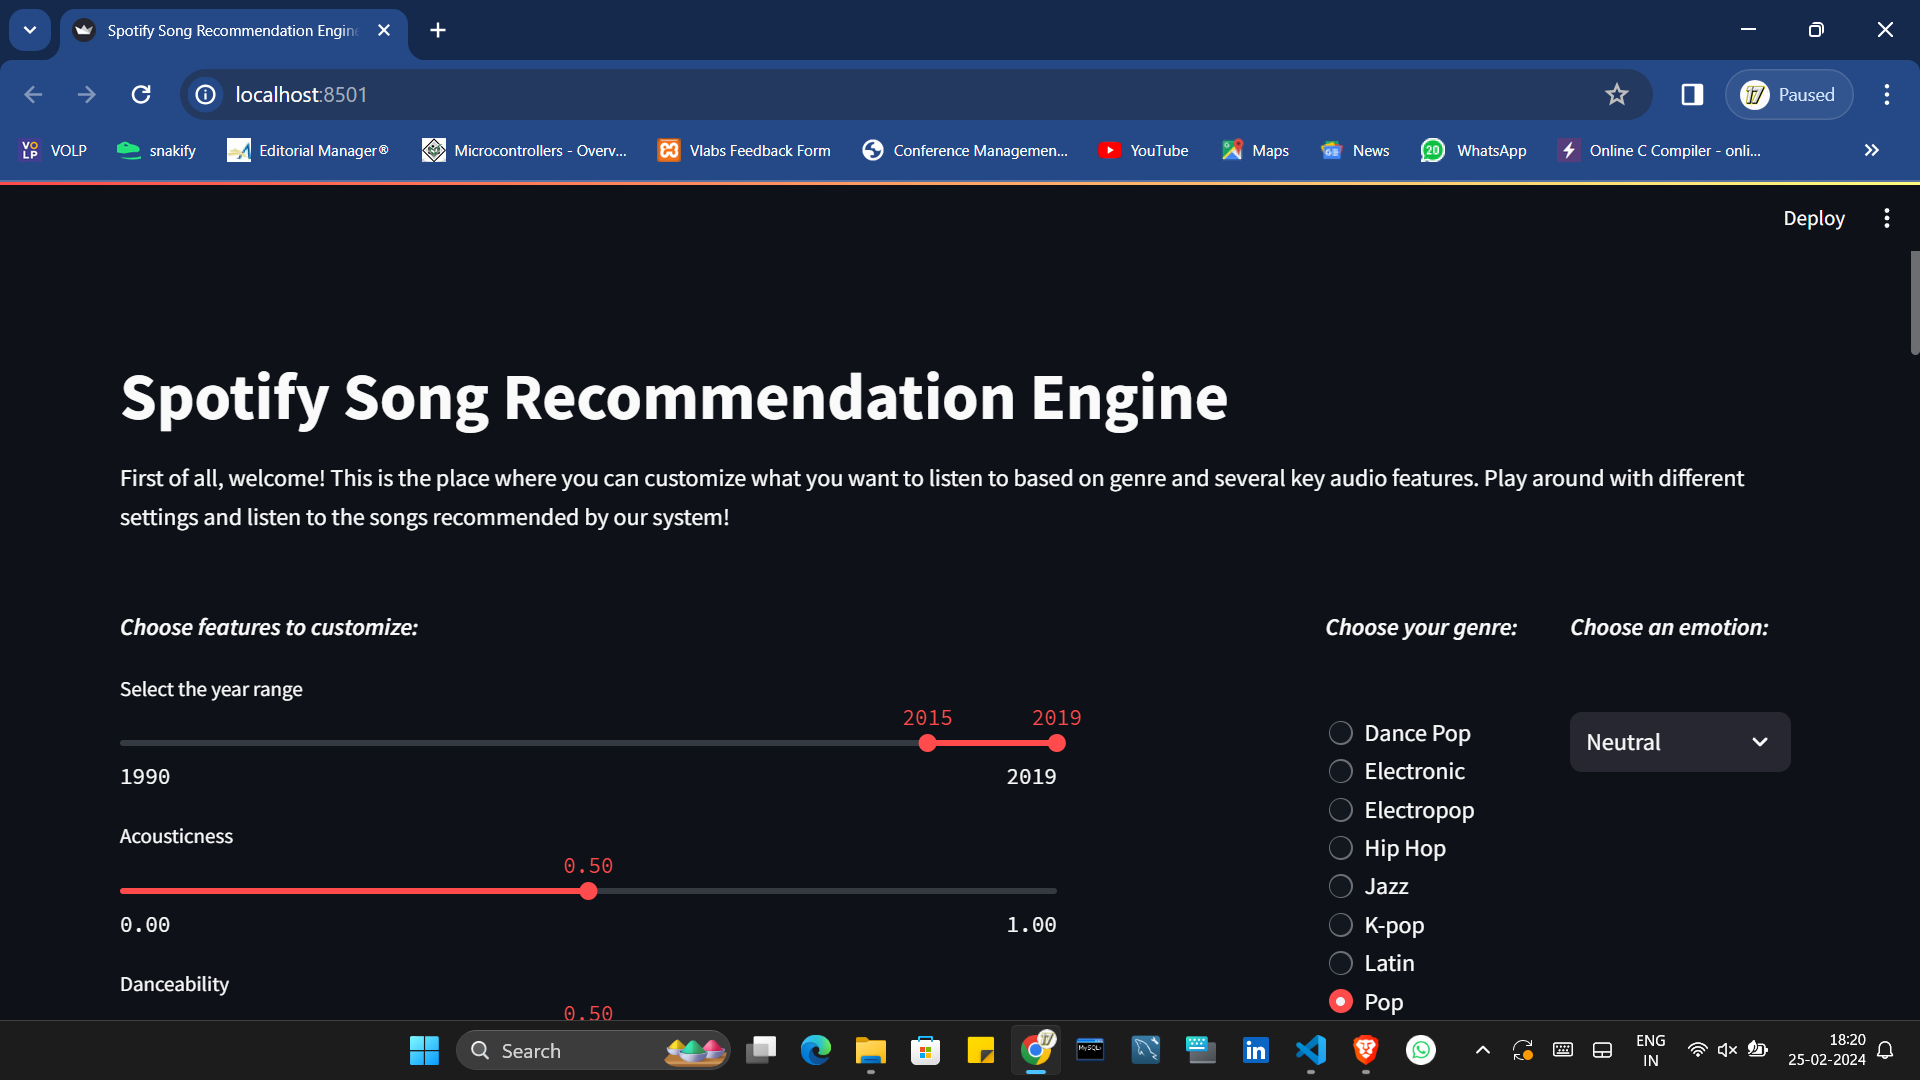 Spotify Song Recommendation Engin
localhost:8501
17
Paused
VOLP
VOLP
snakify
Editorial Manager®
Microcontrollers - Overv...
Vlabs Feedback Form
Conference Managemen...
YouTube
Maps
News
20
WhatsApp
Online C Compiler - onli...
Deploy
Spotify Song Recommendation Engine
First of all, welcome! This is the place where you can customize what you want to listen to based on genre and several key audio features. Play around with different
settings and listen to the songs recommended by our system!
Choose features to customize:
Select the year range
2015
2019
1990
2019
Acousticness
0.50
0.00
1.00
Danceability
0.50
Choose your genre:
Dance Pop
Electronic
Electropop
Hip Hop
Jazz
K-pop
Latin
Pop
Choose an emotion:
Neutral
Search
ENG
IN
18:20
25-02-2024